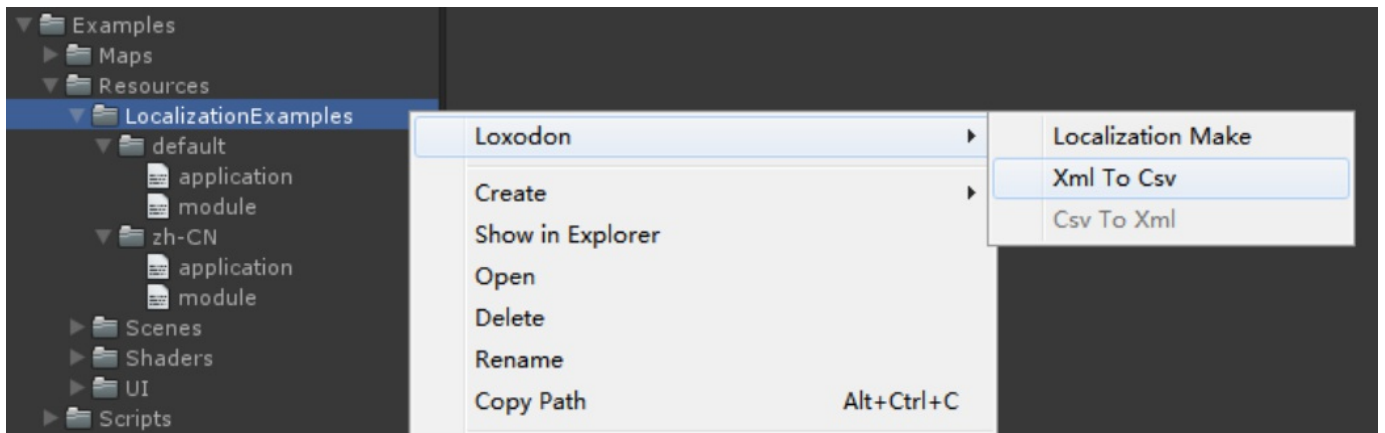 Examples
Maps
Resources
LocalizationExamples
default
application
module
zh-CN
application
module
Scenes
Shaders
UI
Scripts
Loxodon
Create
Show in Explorer
Open
Delete
Rename
Copy Path Alt+Ctrl+C
Localization Make
Xml To Csv
Csv To Xml